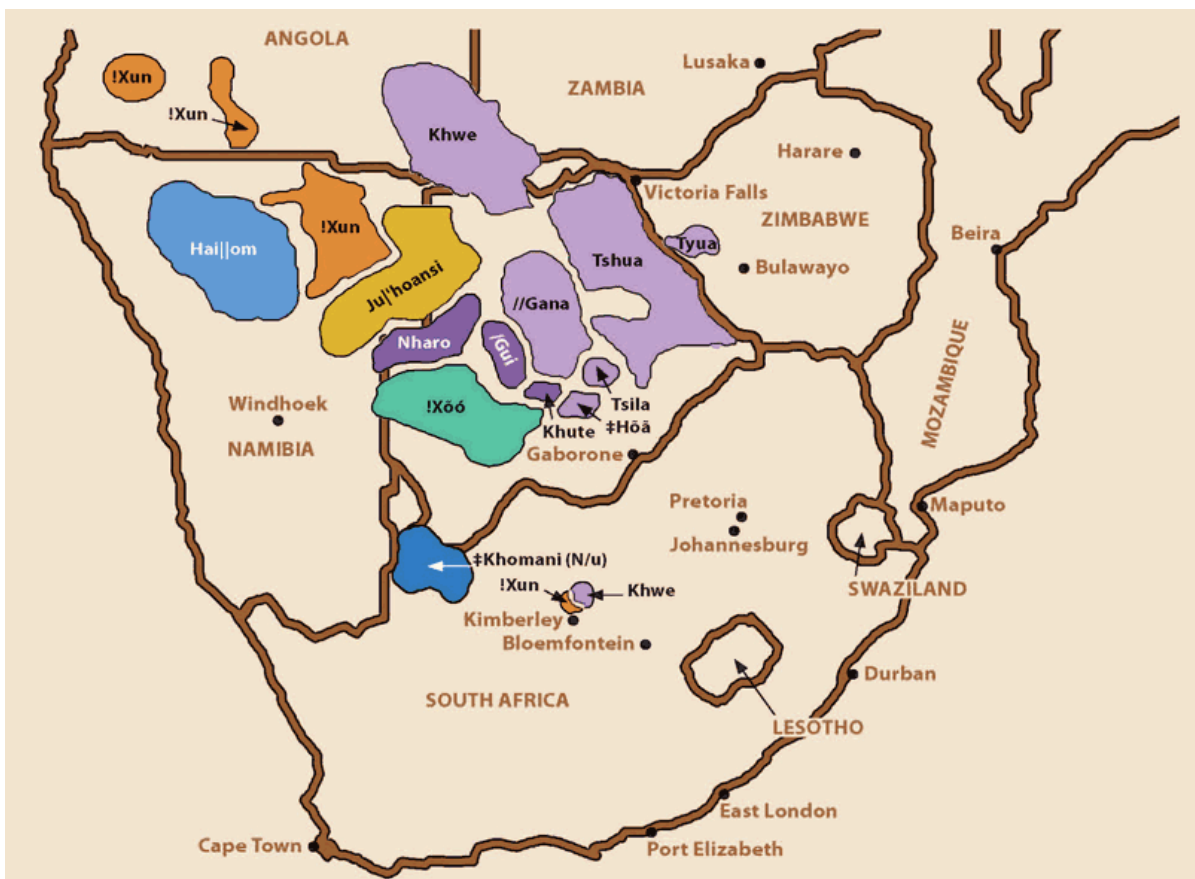 ANGOLA
!Xun
!Xun
Khwe
ZAMBIA
Lusaka
Harare
Victoria Falls
ZIMBABWE
Beira
Hai||om
!Xun
Tshua
Tyua
Bulawayo
Ju|'hoansi
//Gana
Nharo
/Gui
MOZAMBIQUE
!Xõó
Tsila
Khute
‡Hõã
Windhoek
NAMIBIA
Gaborone
Pretoria
Johannesburg
Maputo
‡Khomani (N/u)
!Xun
Khwe
SWAZILAND
Kimberley
Bloemfontein
SOUTH AFRICA
Durban
LESOTHO
East London
Cape Town
Port Elizabeth